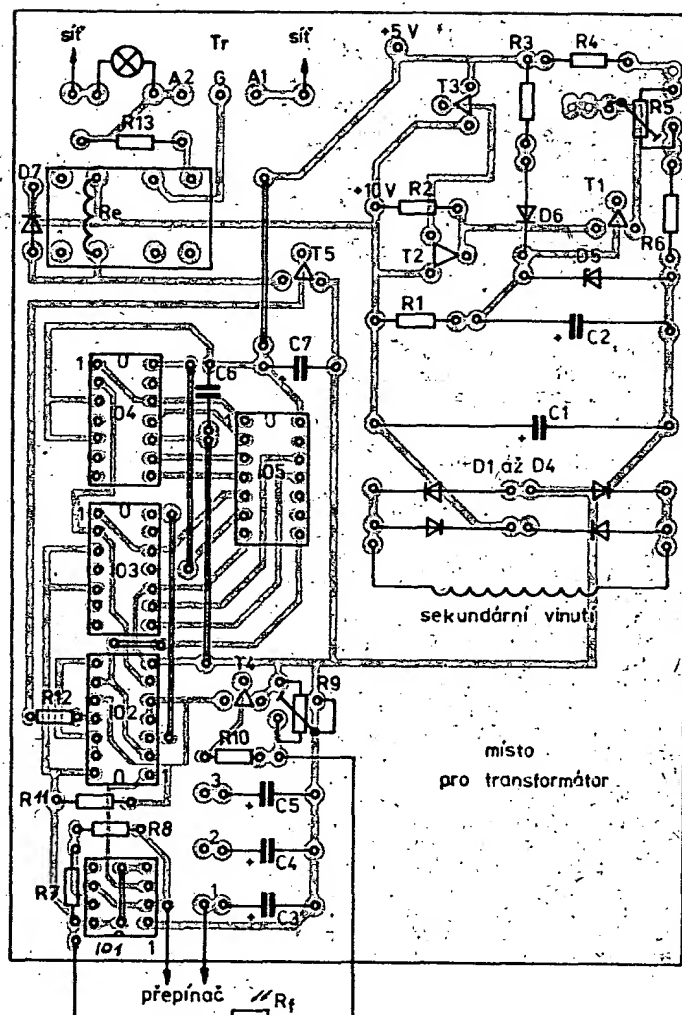 síť
Tr
síť
+5 V
R3
R4
A2
G
A1
T3
R5
R13
D7
+10 V
R2
T1
Re
D6
R6
T5
T2
D5
R1
C2
1
U
C7
C6
IO4
U
IO5
C1
D1 až D4
1
U
IO3
sekundární vinutí
T4
R9
R12
IO2
R10
místo
pro transformátor
U
1
3
R11
C5
R8
2
C4
R7
1
C3
IO1
1
přepínač
Rf